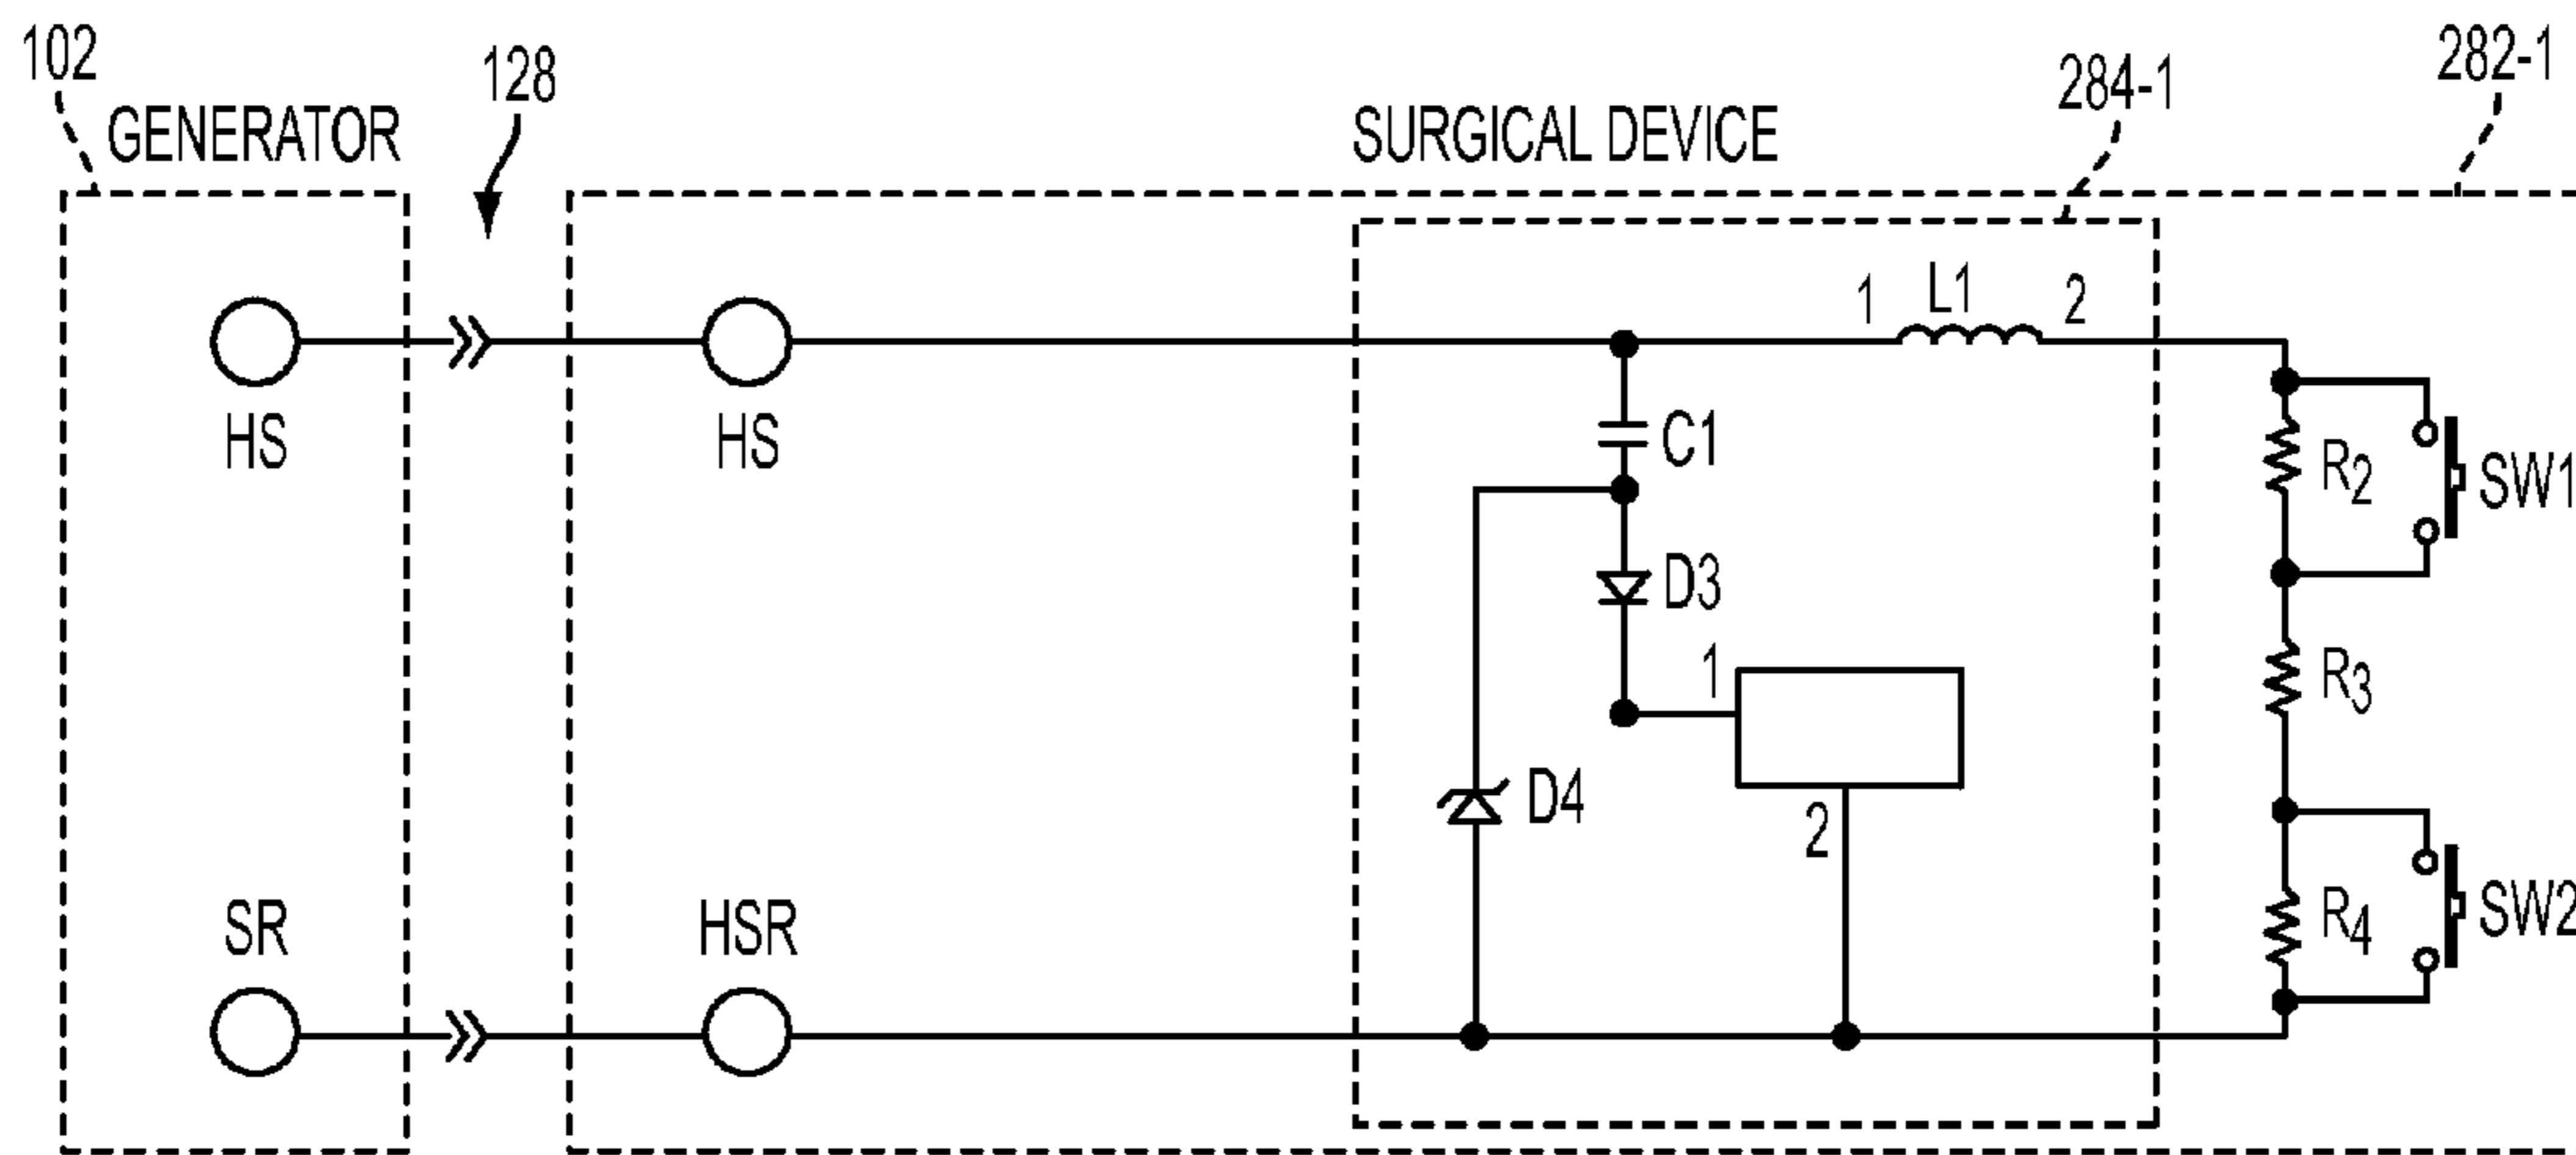 102
GENERATOR
128
SURGICAL DEVICE
284-1
282-1
HS
HS
1
L1
2
C1
D3
R2
SW1
R3
1
2
D4
SR
HSR
R4
SW2